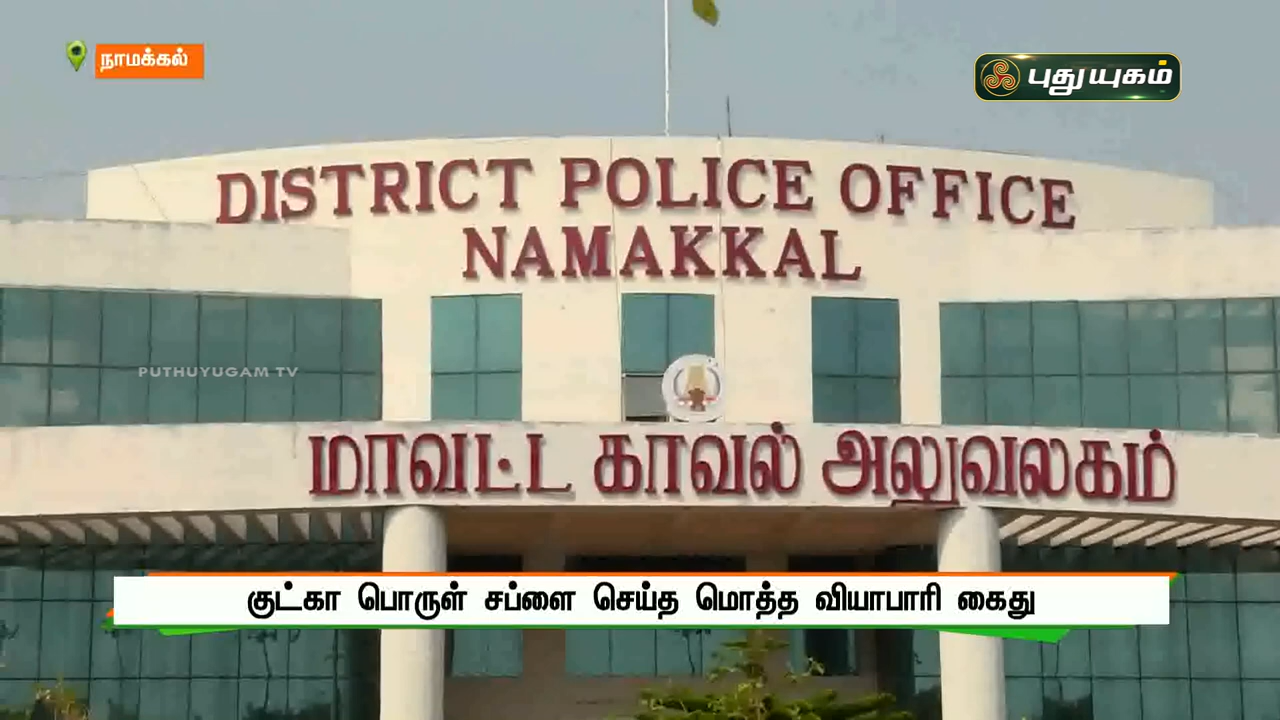 நாமக்கல்
புதுயுகம்
DISTRICT POLICE OFFICE
NAMAKKAL
PUTHUYUGAM TV
மாவட்ட காவல் அலுவலகம்
குட்கா பொருள் சப்ளை செய்த மொத்த வியாபாரி கைது